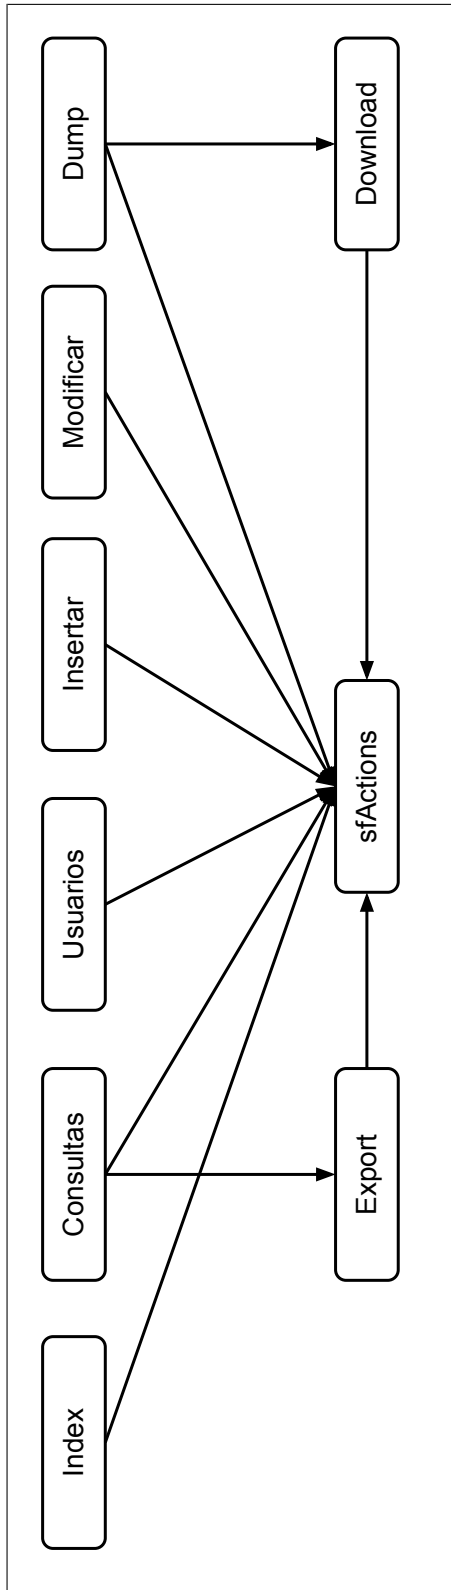 Index
Consultas
Usuarios
Insertar
Modificar
Dump
Export
sfActions
Download